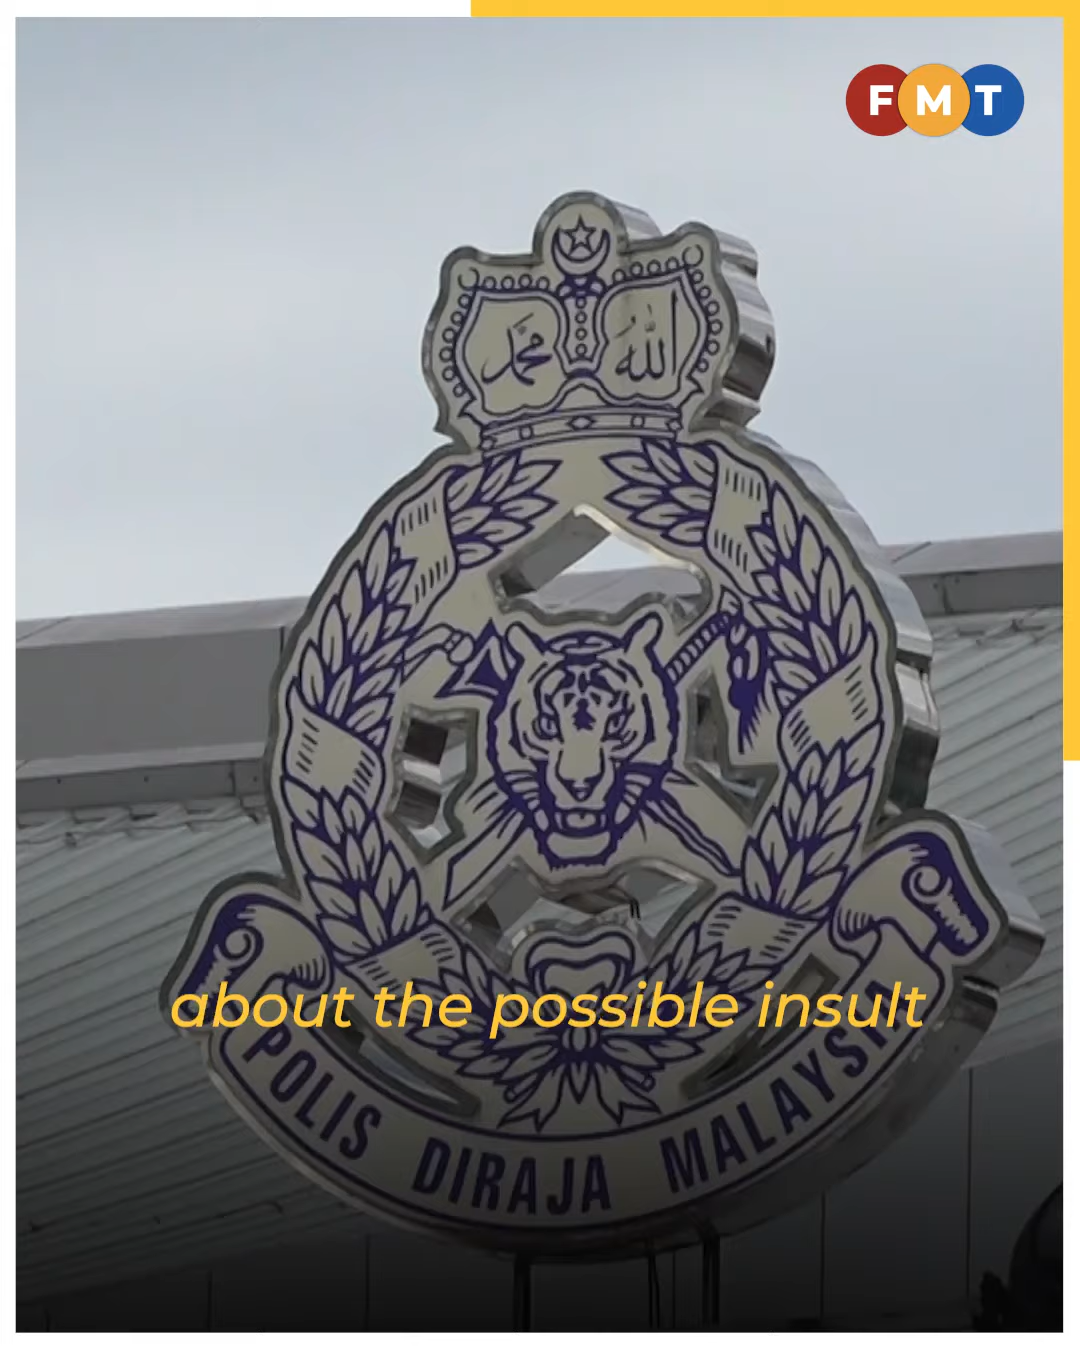 FMT
محمد الله
about the possible insult
POLIS DIRAJA MALAYSIA